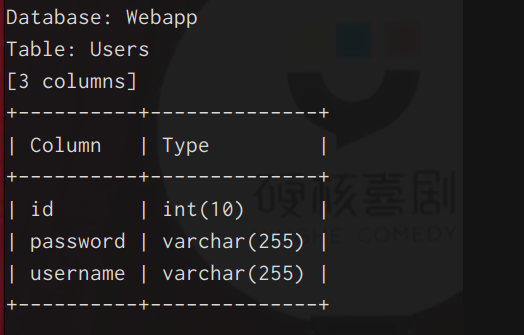 Database: Webapp
Table: Users
[3 columns]
+----------+--------------+
| Column   | Type         |
+----------+--------------+
| id       | int(10)      |
| password | varchar(255) |
| username | varchar(255) |
+----------+--------------+
硬核喜剧
COMEDY